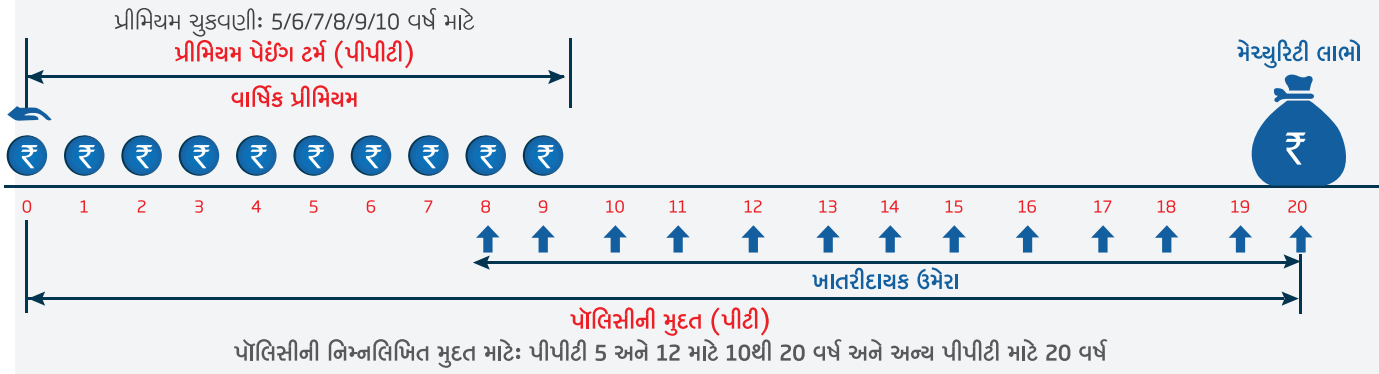 પ્રીમિયમ ચુકવણી: 5/6/7/8/9/10 વર્ષ માટે
પ્રીમિયમ પેઈંગ ટર્મ (પીપીટી)
વાર્ષિક પ્રીમિયમ
મેચ્યુરિટી લાભો
₹ ₹ ₹ ₹ ₹ ₹ ₹ ₹ ₹ ₹ ₹
0 1 2 3 4 5 6 7 8 9 10 11 12 13 14 15 16 17 18 19 20
ખાતરીદાયક ઉમેરા
પૉલિસીની મુદત (પીટી)
પૉલિસીની નિમ્નલિખિત મુદત માટે: પીપીટી 5 અને 12 માટે 10થી 20 વર્ષ અને અન્ય પીપીટી માટે 20 વર્ષ